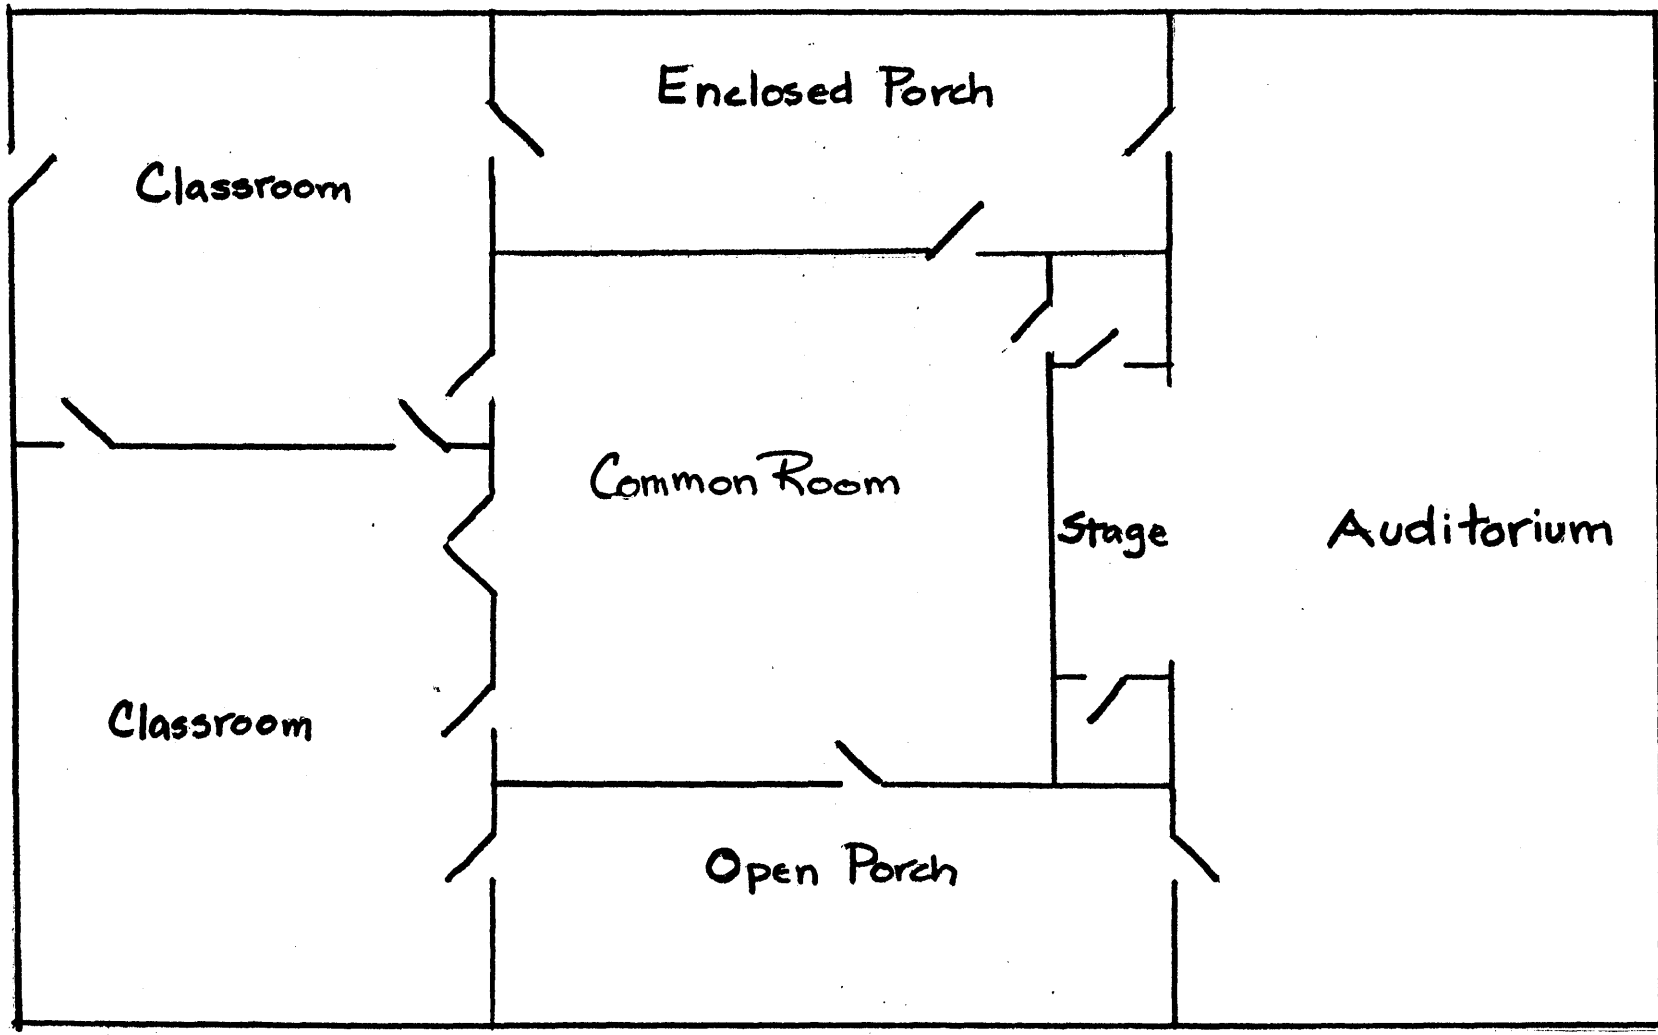 Enclosed Porch
Classroom
Common Room
Stage
Auditorium
Classroom
Open Porch